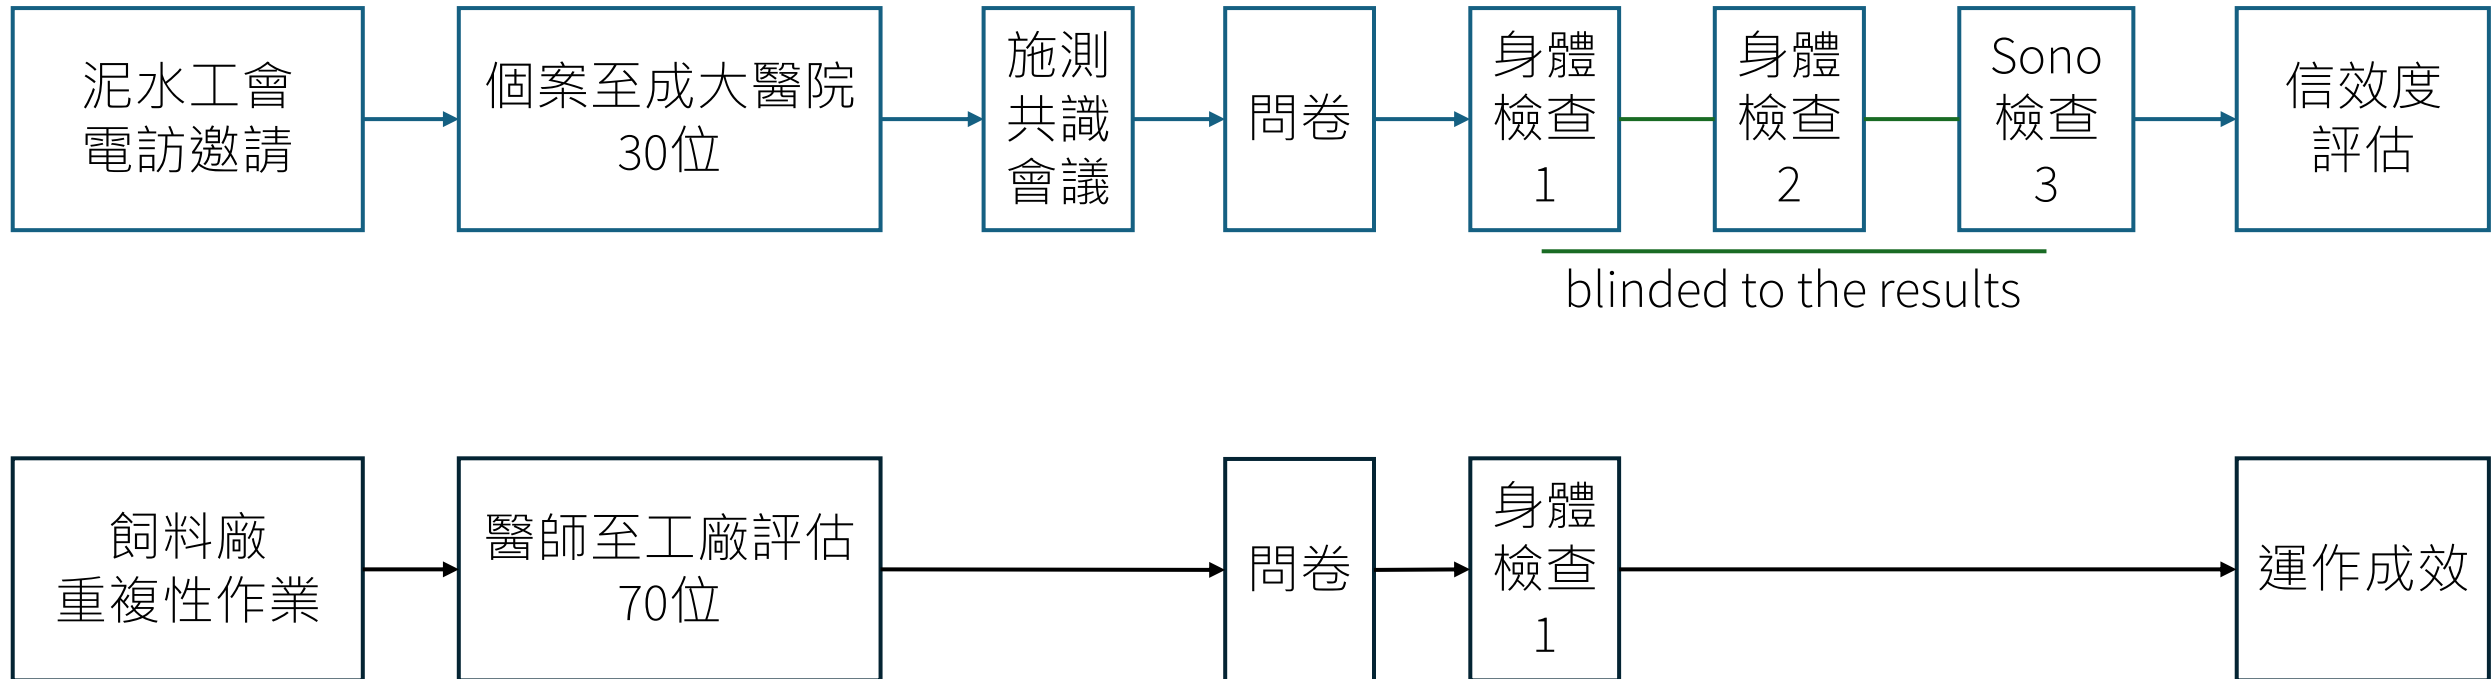 泥水工會
電訪邀請
個案至成大醫院
30位
施測
共識
會議
問卷
身體
檢查
1
身體
檢查
2
Sono
檢查
3
信效度
評估
blinded to the results
飼料廠
重複性作業
醫師至工廠評估
70位
問卷
身體
檢查
1
運作成效